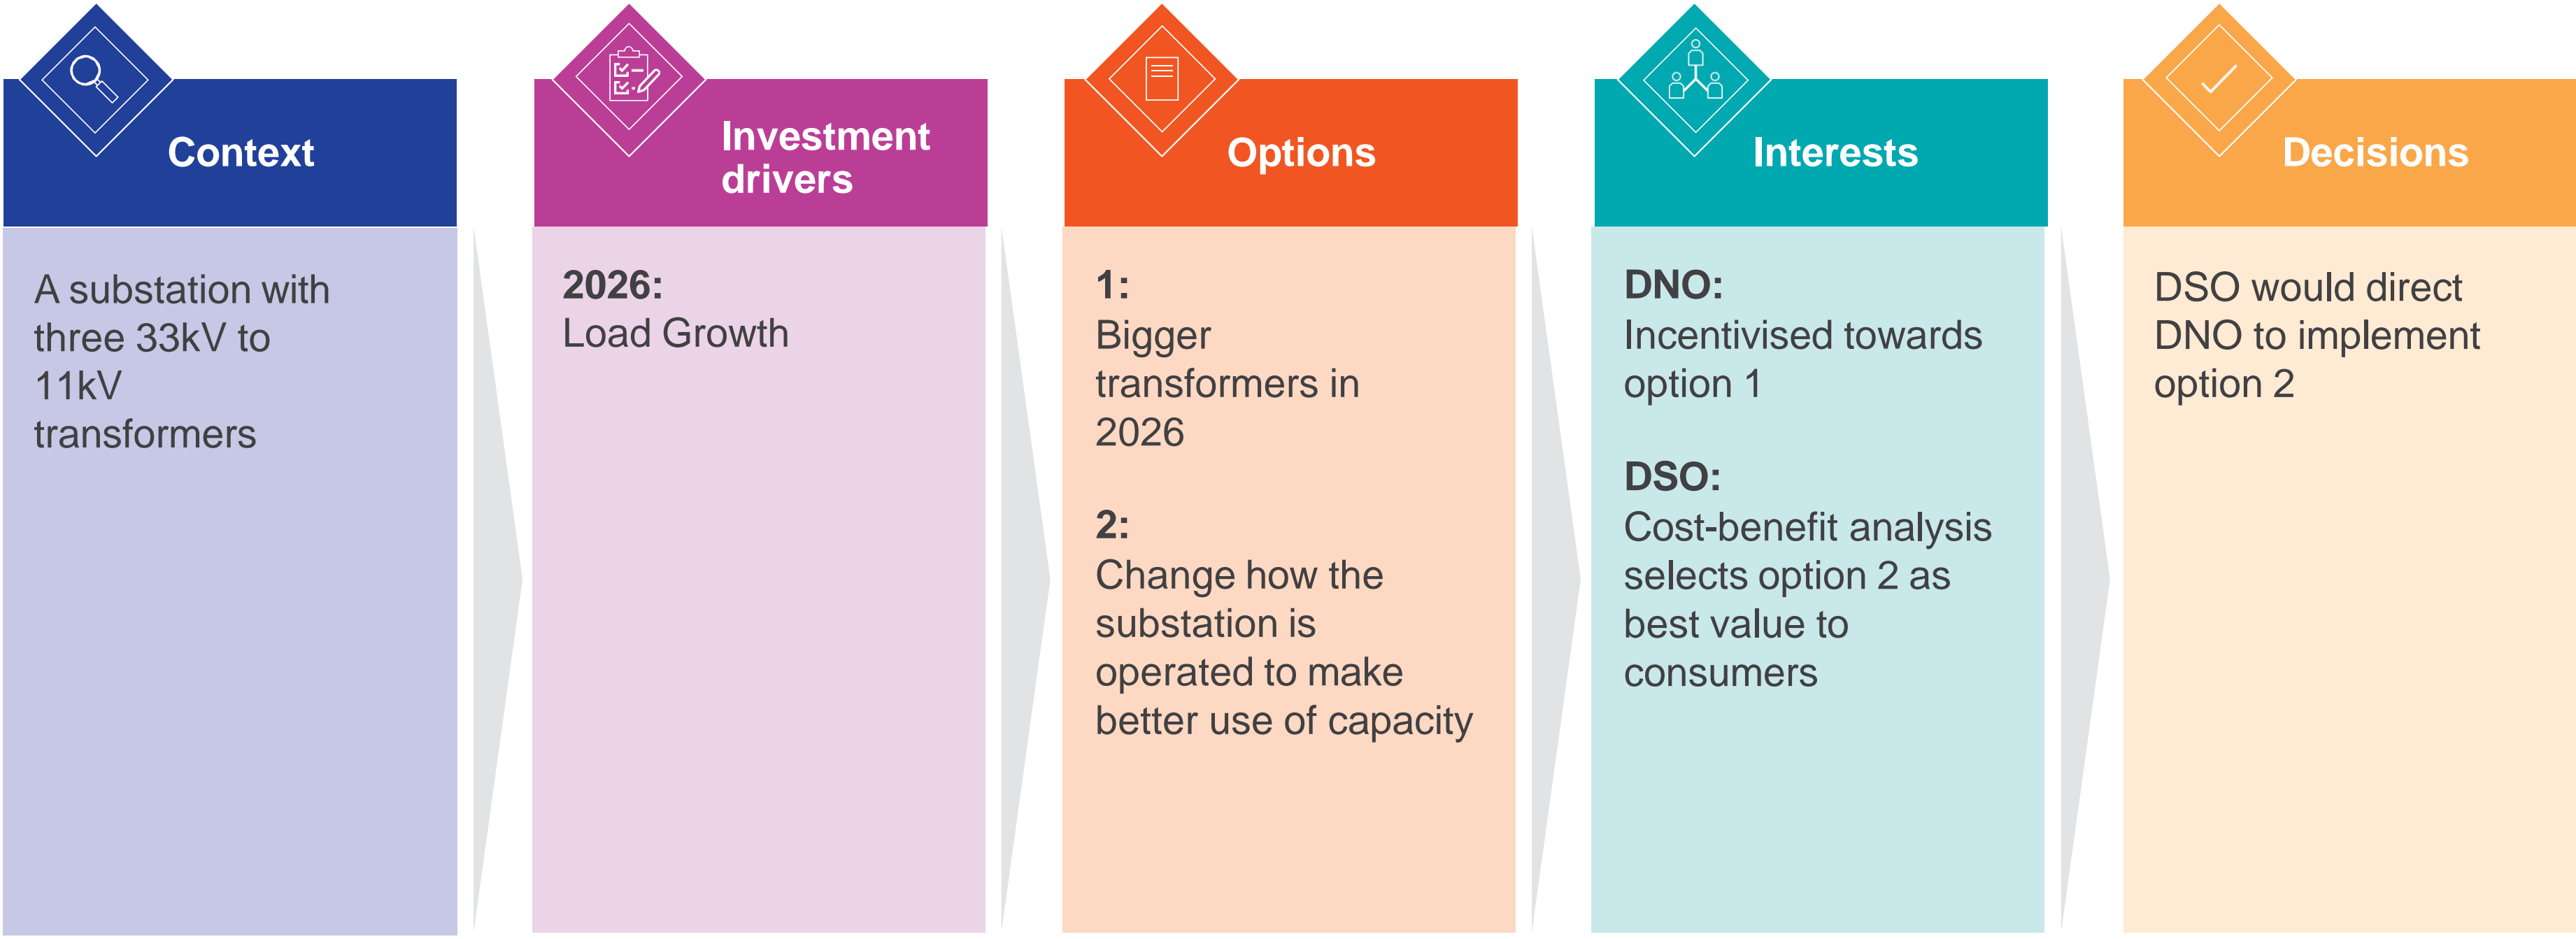 Context
A substation with
three 33kV to
11kV
transformers
Investment
drivers
2026:
Load Growth
Options
1:
Bigger
transformers in
2026
2:
Change how the
substation is
operated to make
better use of capacity
Interests
DNO:
Incentivised towards
option 1
DSO:
Cost-benefit analysis
selects option 2 as
best value to
consumers
Decisions
DSO would direct
DNO to implement
option 2